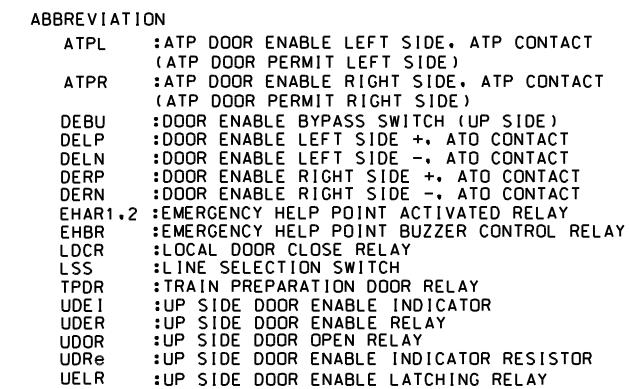 ABBREVIATION
ATPL :ATP DOOR ENABLE LEFT SIDE, ATP CONTACT
(ATP DOOR PERMIT LEFT SIDE)
ATPR :ATP DOOR ENABLE RIGHT SIDE, ATP CONTACT
(ATP DOOR PERMIT RIGHT SIDE)
DEBU :DOOR ENABLE BYPASS SWITCH (UP SIDE)
DELP :DOOR ENABLE LEFT SIDE +, ATO CONTACT
DELN :DOOR ENABLE LEFT SIDE -, ATO CONTACT
DERP :DOOR ENABLE RIGHT SIDE +, ATO CONTACT
DERN :DOOR ENABLE RIGHT SIDE -, ATO CONTACT
EHAR1,2 :EMERGENCY HELP POINT ACTIVATED RELAY
EHBR :EMERGENCY HELP POINT BUZZER CONTROL RELAY
LDCR :LOCAL DOOR CLOSE RELAY
LSS :LINE SELECTION SWITCH
TPDR :TRAIN PREPARATION DOOR RELAY
UDEI :UP SIDE DOOR ENABLE INDICATOR
UDER :UP SIDE DOOR ENABLE RELAY
UDOR :UP SIDE DOOR OPEN RELAY
UDRe :UP SIDE DOOR ENABLE INDICATOR RESISTOR
UELR :UP SIDE DOOR ENABLE LATCHING RELAY